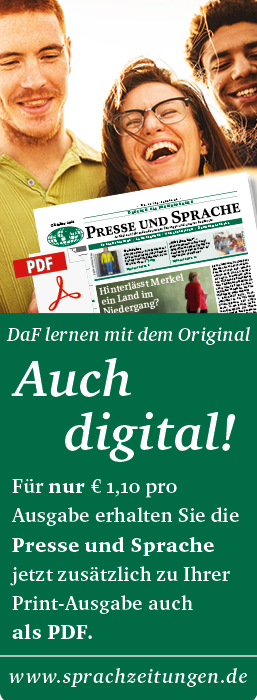 PRESSE UND SPRACHE
PDF
Hinterlässt Merkel
ein Land im
Niedergang?
DaF lernen mit dem Original
Auch
digital!
Für nur € 1,10 pro
Ausgabe erhalten Sie die
Presse und Sprache
jetzt zusätzlich zu Ihrer
Print-Ausgabe auch
als PDF.
www.sprachzeitungen.de